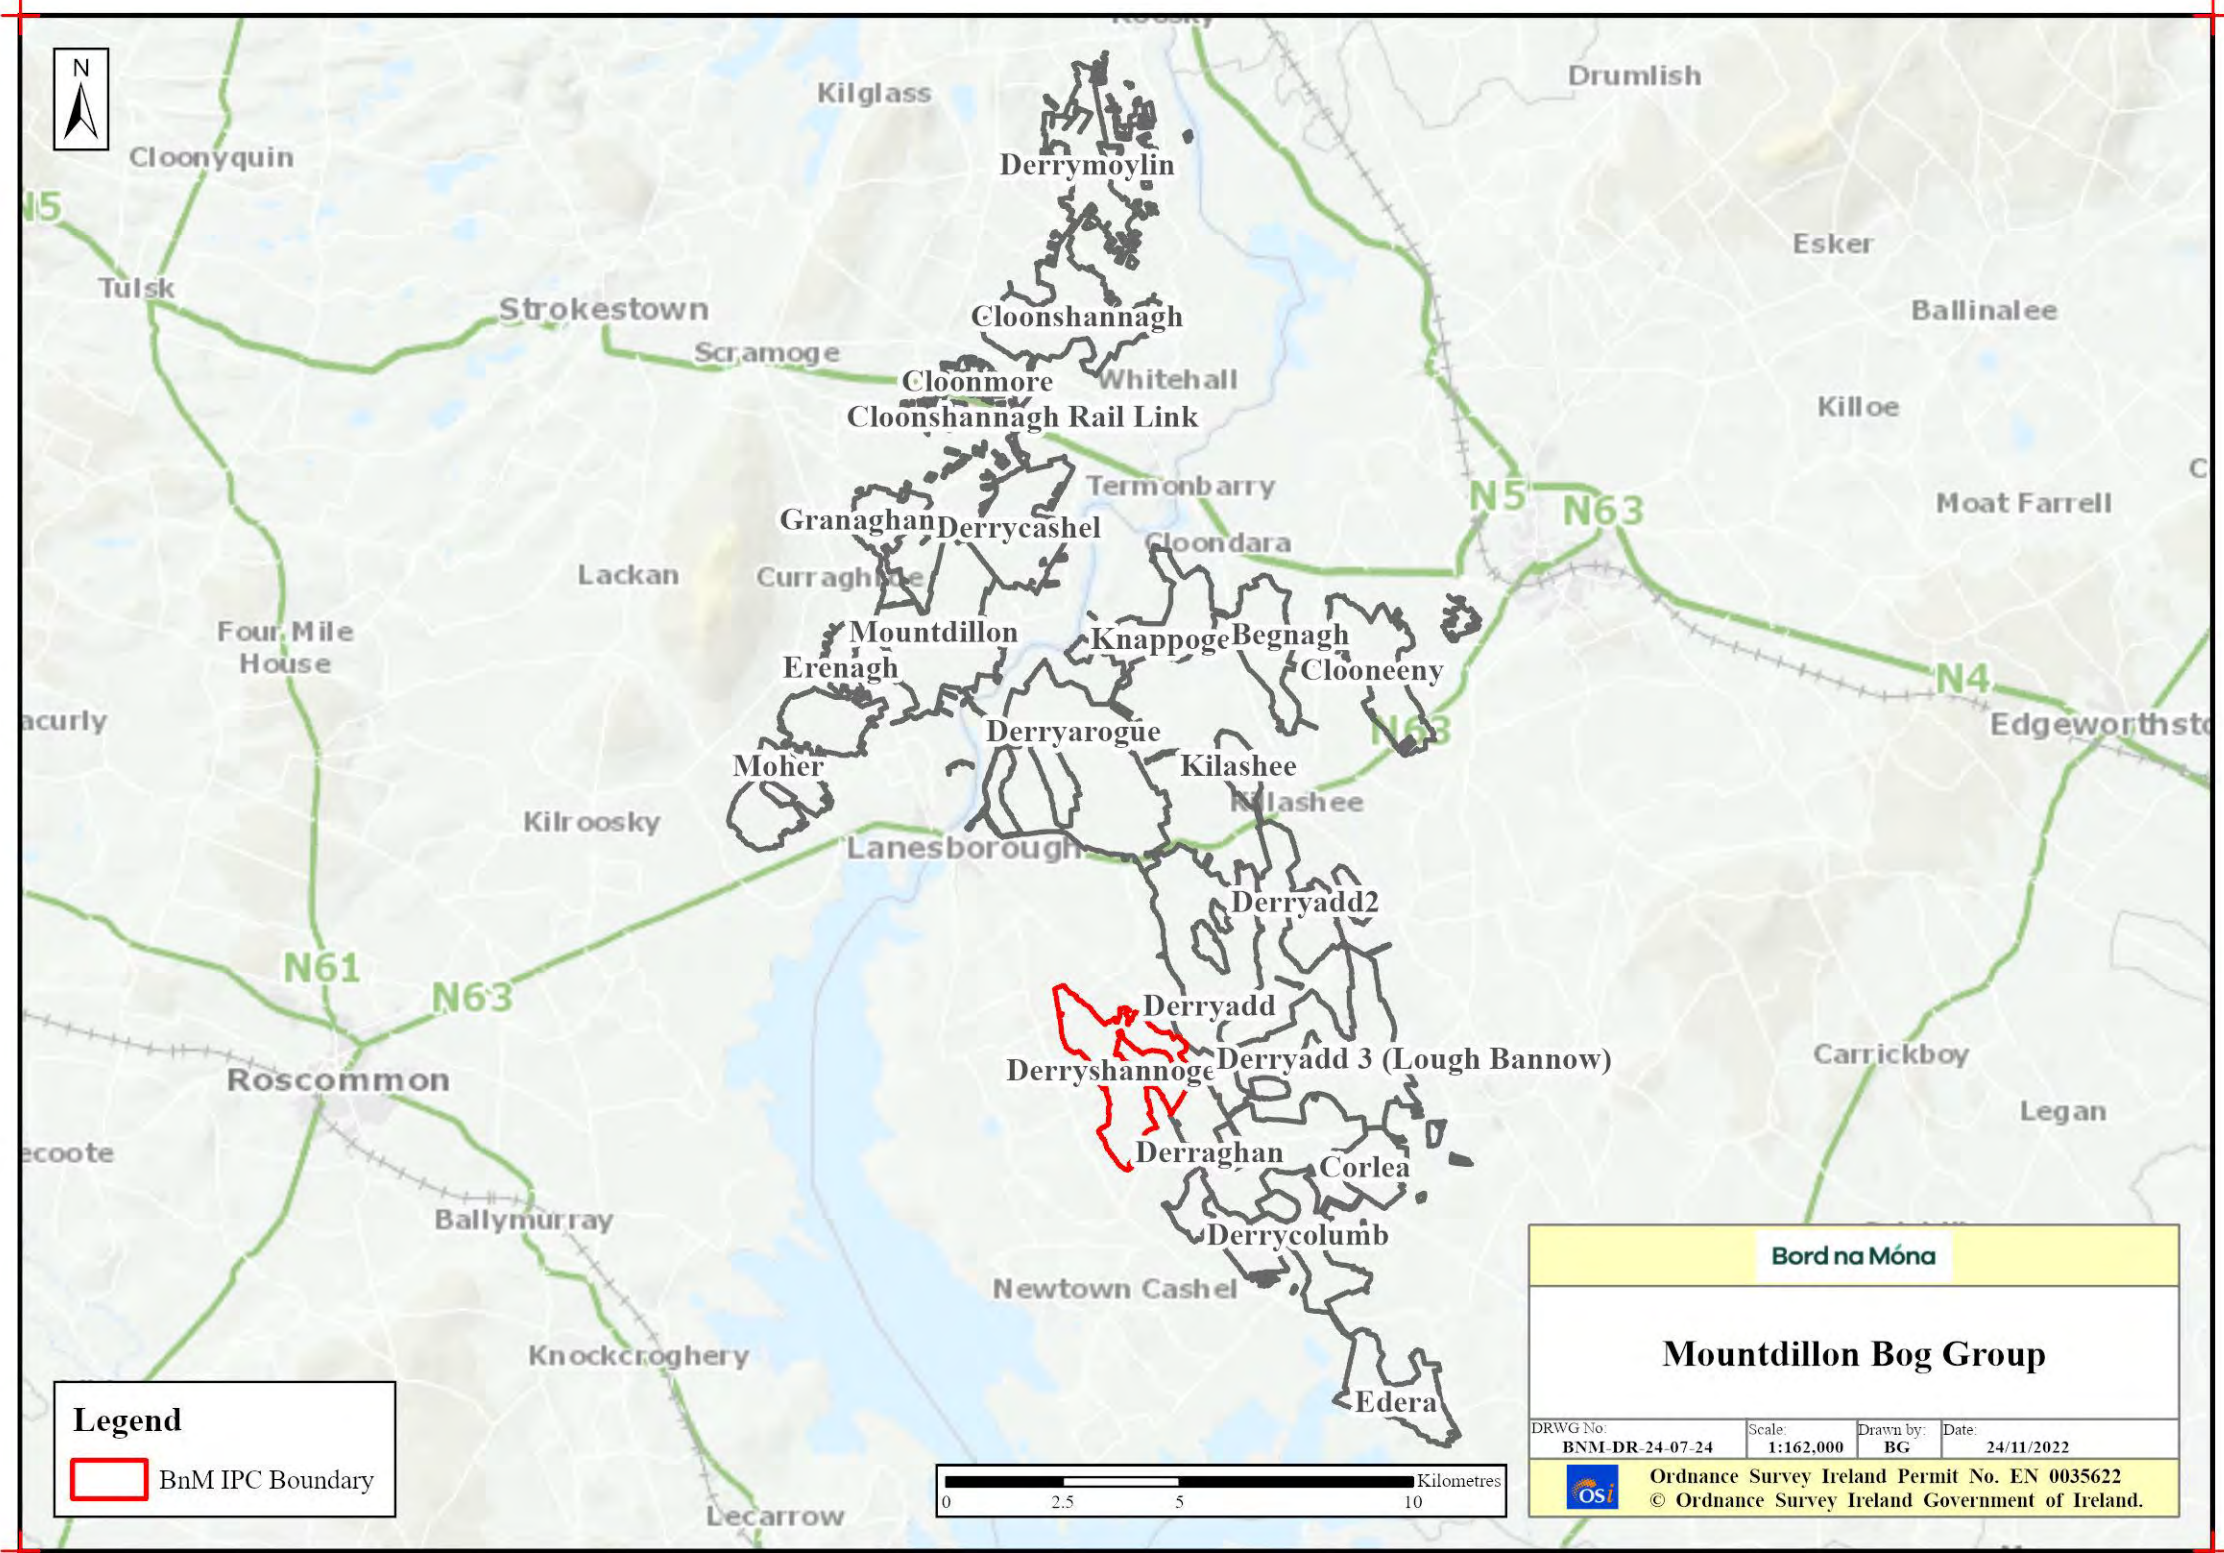 N
Kilglass
Drumlish
Cloonyquin
Derrymoylin
N5
Esker
Tulsk
Strokestown
Ballinalee
Cloonshannagh
Scramoge
Cloonmore
Whitehall
Killoe
Cloonshannagh Rail Link
Termonbarry
N5
N63
Moat Farrell
Granaghan
Derrycashel
Cloondara
Lackan
Four Mile
House
Mountdillon
Knappoge
Begnagh
Erenagh
Clooneeny
N4
acurly
Derryarogue
N63
Edgeworthsto
Moher
Kilashee
Killashee
Kilroosky
Lanesborough
Derryadd2
N61
N63
Derryadd
Derryshannoge
Derryadd 3 (Lough Bannow)
Carrickboy
Roscommon
Legan
ecoote
Derraghan
Corlea
Ballymurray
Derrycolumb
Newtown Cashel
Knockcroghery
Edera
Lecarrow
Legend
BnM IPC Boundary
Kilometres
0 2.5 5 10
Bord na Móna
Mountdillon Bog Group
DRWG No: Scale: Drawn by: Date:
BNM-DR-24-07-24 1:162,000 BG 24/11/2022
OSi
Ordnance Survey Ireland Permit No. EN 0035622
© Ordnance Survey Ireland Government of Ireland.